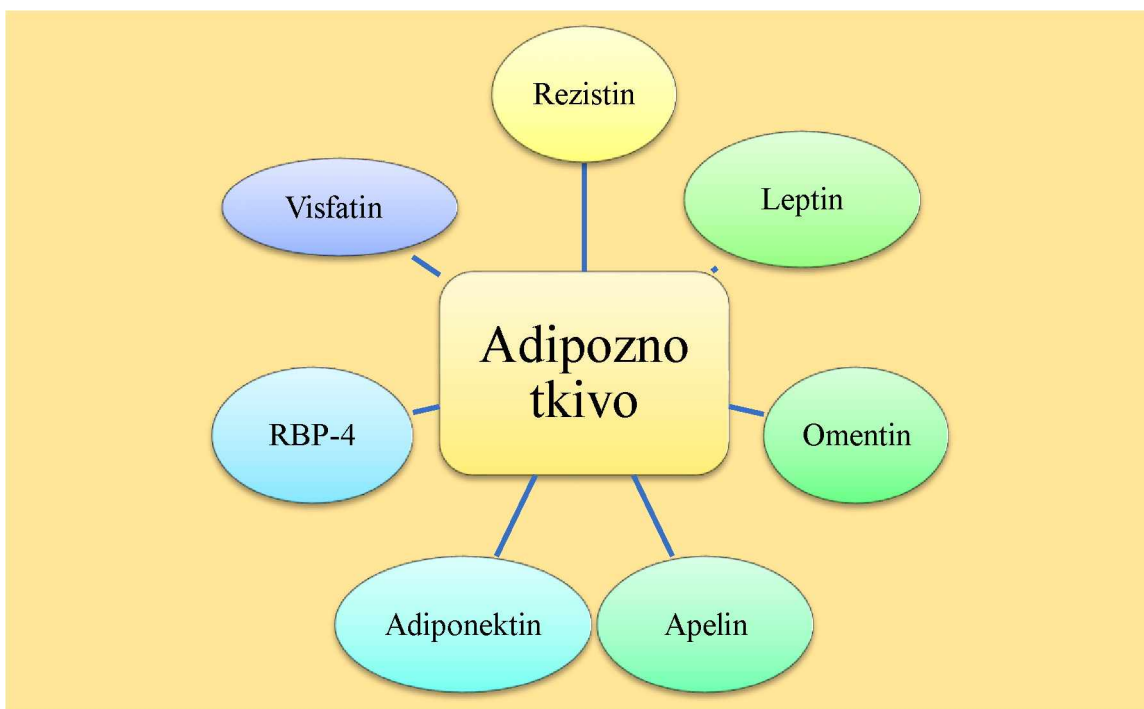 Rezistin
Leptin
Visfatin
Adipozno
tkivo
RBP-4
Omentin
Adiponektin
Apelin